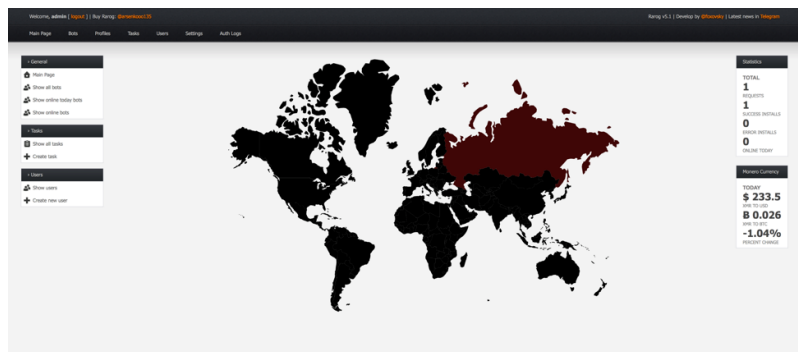 Welcome, admin [ logout ] | Buy Rarog: @arsenkooo135
Rarog v5.1 | Develop by @foxovsky | Latest news in Telegram
Main Page Bots Profiles Tasks Users Settings Auth Logs
General
Main Page
Show all bots
Show online today bots
Show online bots
Tasks
Show all tasks
Create task
Users
Show users
Create new user
Statistics
TOTAL
1
REQUESTS
1
SUCCESS INSTALLS
0
ERROR INSTALLS
0
ONLINE TODAY
Monero Currency
TODAY
$ 233.5
XMR TO USD
Ƀ 0.026
XMR TO BTC
-1.04%
PERCENT CHANGE